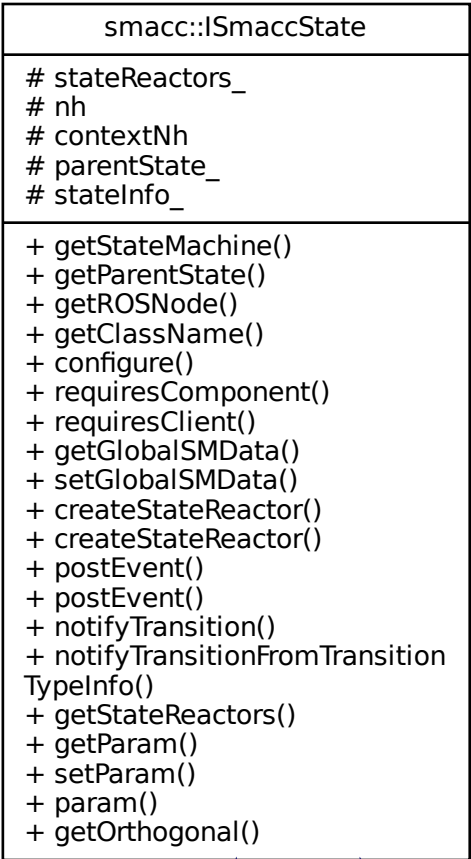 smacc::ISmaccState
# stateReactors_
# nh
# contextNh
# parentState_
# stateInfo_
+ getStateMachine()
+ getParentState()
+ getROSNode()
+ getClassName()
+ configure()
+ requiresComponent()
+ requiresClient()
+ getGlobalSMData()
+ setGlobalSMData()
+ createStateReactor()
+ createStateReactor()
+ postEvent()
+ postEvent()
+ notifyTransition()
+ notifyTransitionFromTransition
TypeInfo()
+ getStateReactors()
+ getParam()
+ setParam()
+ param()
+ getOrthogonal()